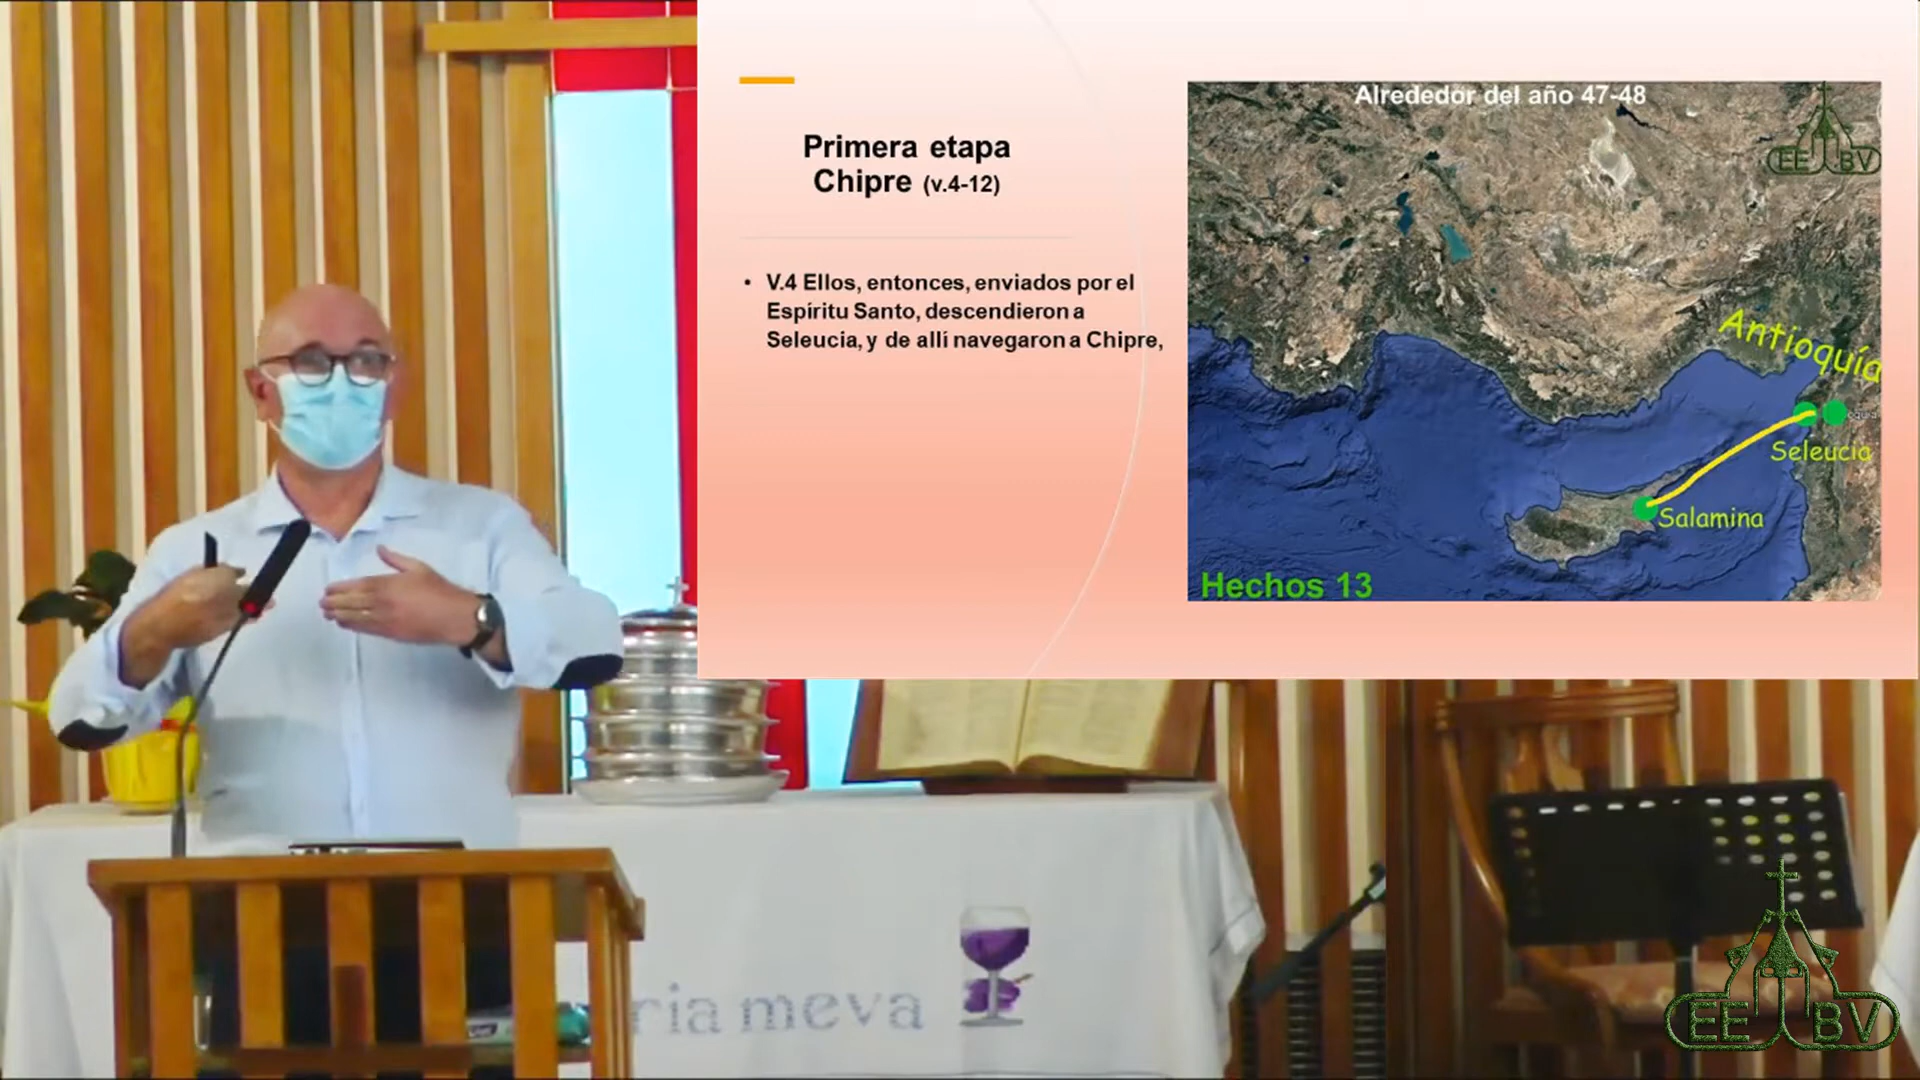 Primera etapa
Chipre (v.4-12)
• V.4 Ellos, entonces, enviados por el
Espíritu Santo, descendieron a
Seleucia, y de allí navegaron a Chipre,
Alrededor del año 47-48
EE BV
Antioquía
oquía
Seleucia
Salamina
Hechos 13
ria meva
EE BV